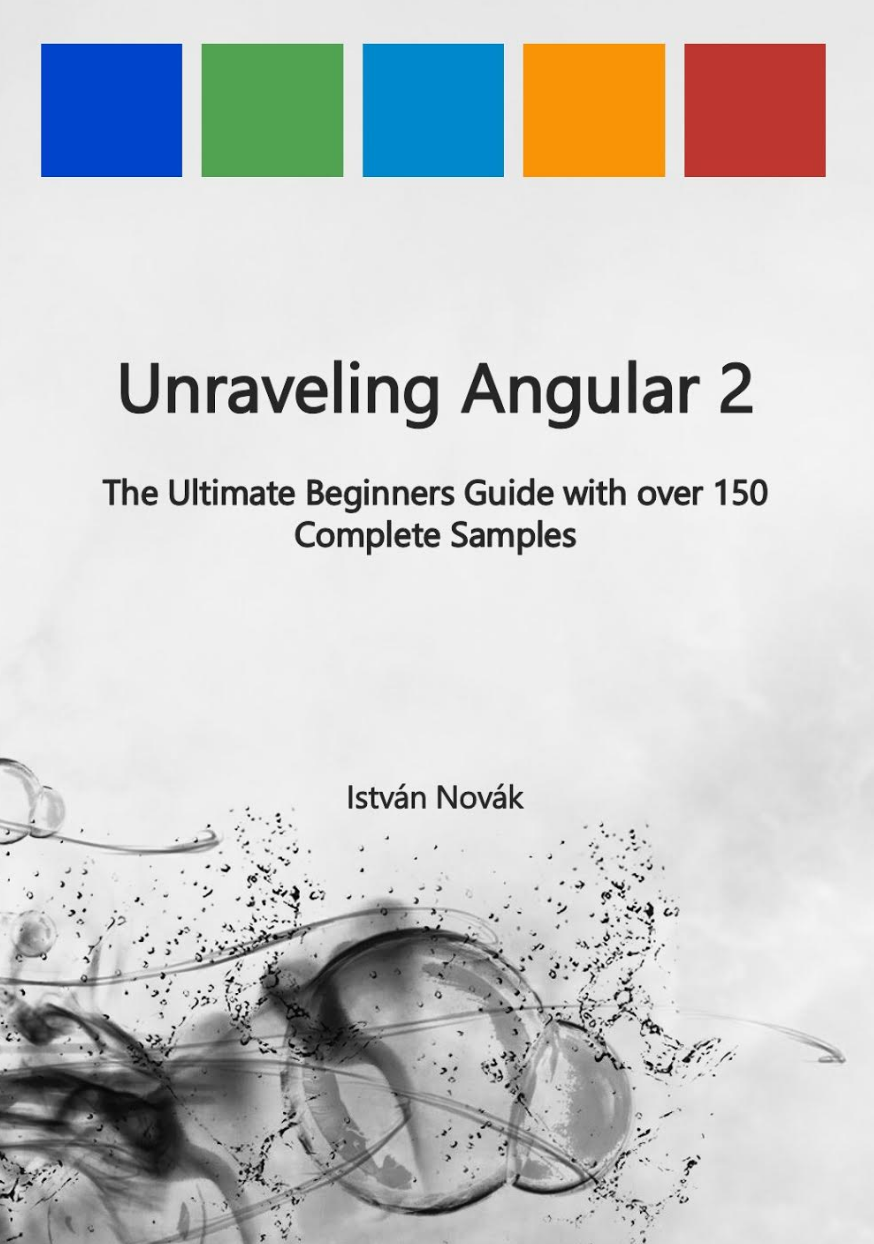 Unraveling Angular 2
The Ultimate Beginners Guide with over 150
Complete Samples
István Novák